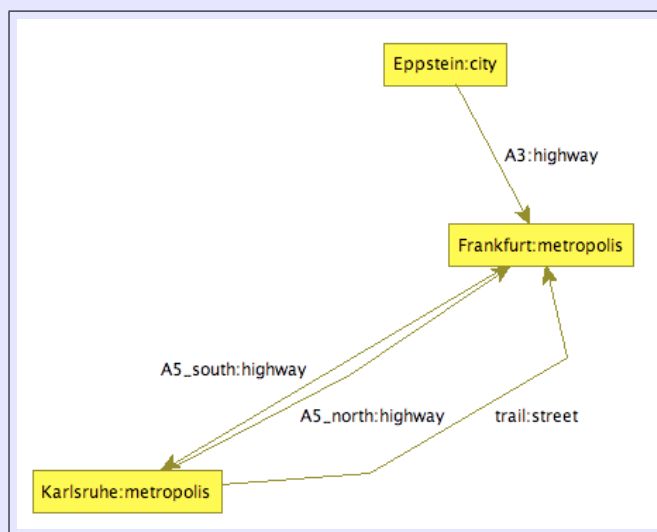 Eppstein:city
A3:highway
Frankfurt:metropolis
A5_south:highway
A5_north:highway
trail:street
Karlsruhe:metropolis